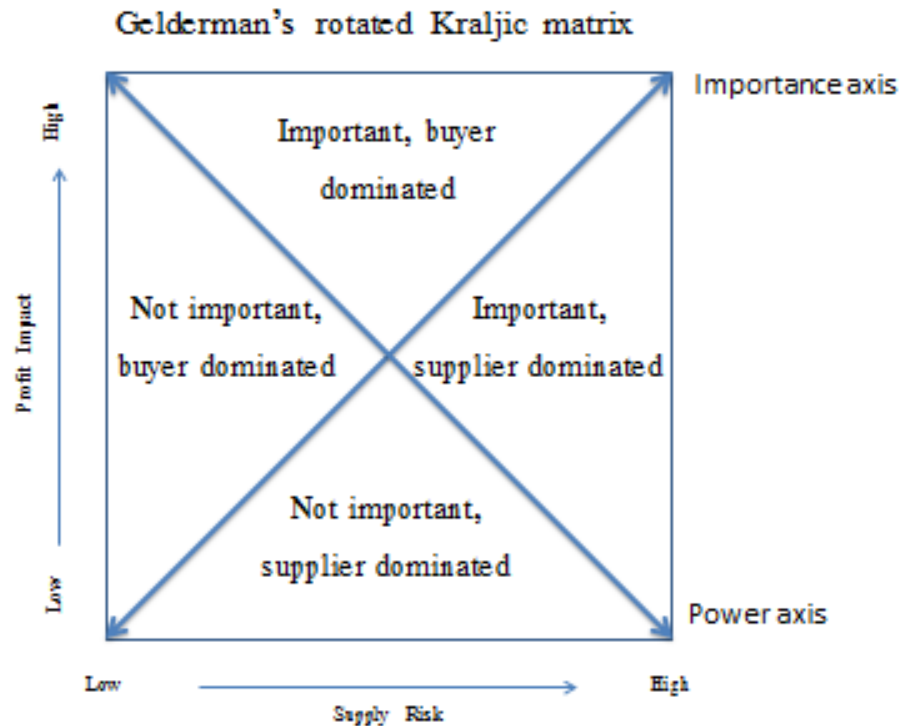 Gelderman's rotated Kraljic matrix
Importance axis
High
Important, buyer
dominated
Profit Impact
Not important,
buyer dominated
Important,
supplier dominated
Not important,
supplier dominated
Low
Power axis
Low
High
Supply Risk